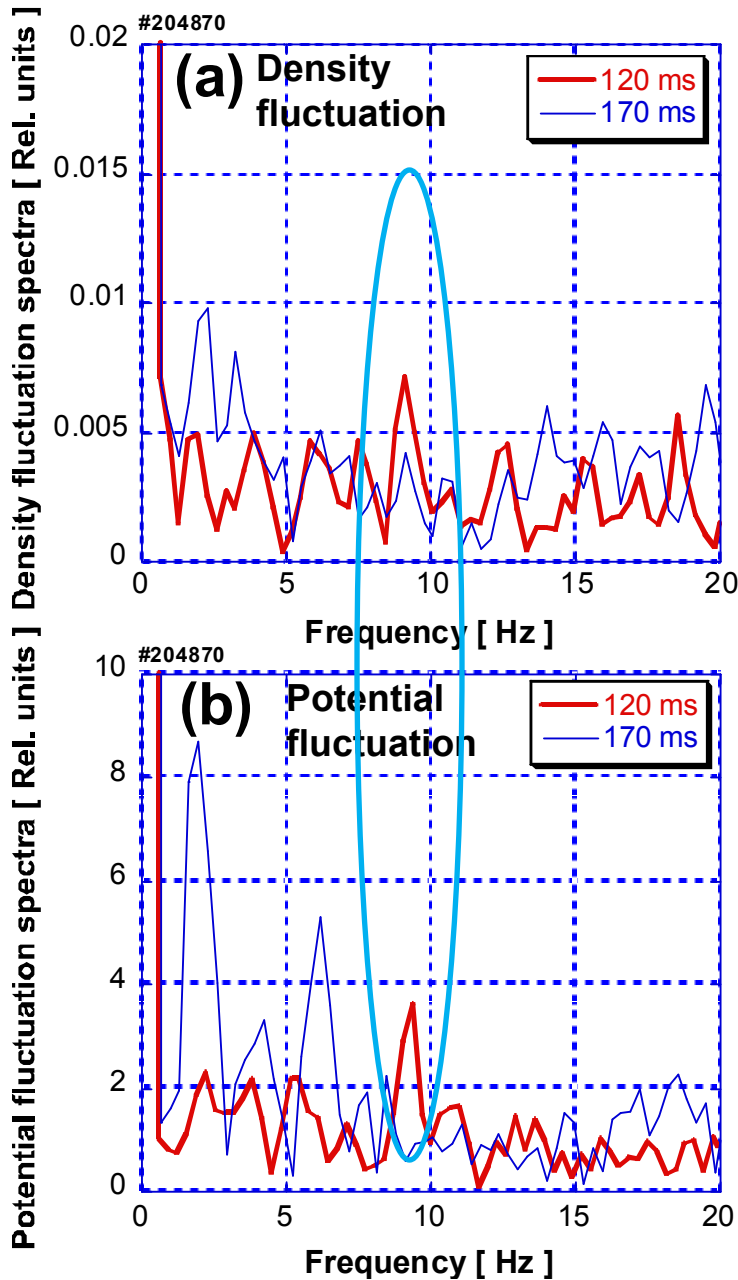 #204870
(a) Density
fluctuation
120 ms
170 ms
Density fluctuation spectra [ Rel. units ]
0.02
0.015
0.01
0.005
0
0 5 10 15 20
Frequency [ Hz ]
#204870
(b) Potential
fluctuation
120 ms
170 ms
Potential fluctuation spectra [ Rel. units ]
10
8
6
4
2
0
0 5 10 15 20
Frequency [ Hz ]